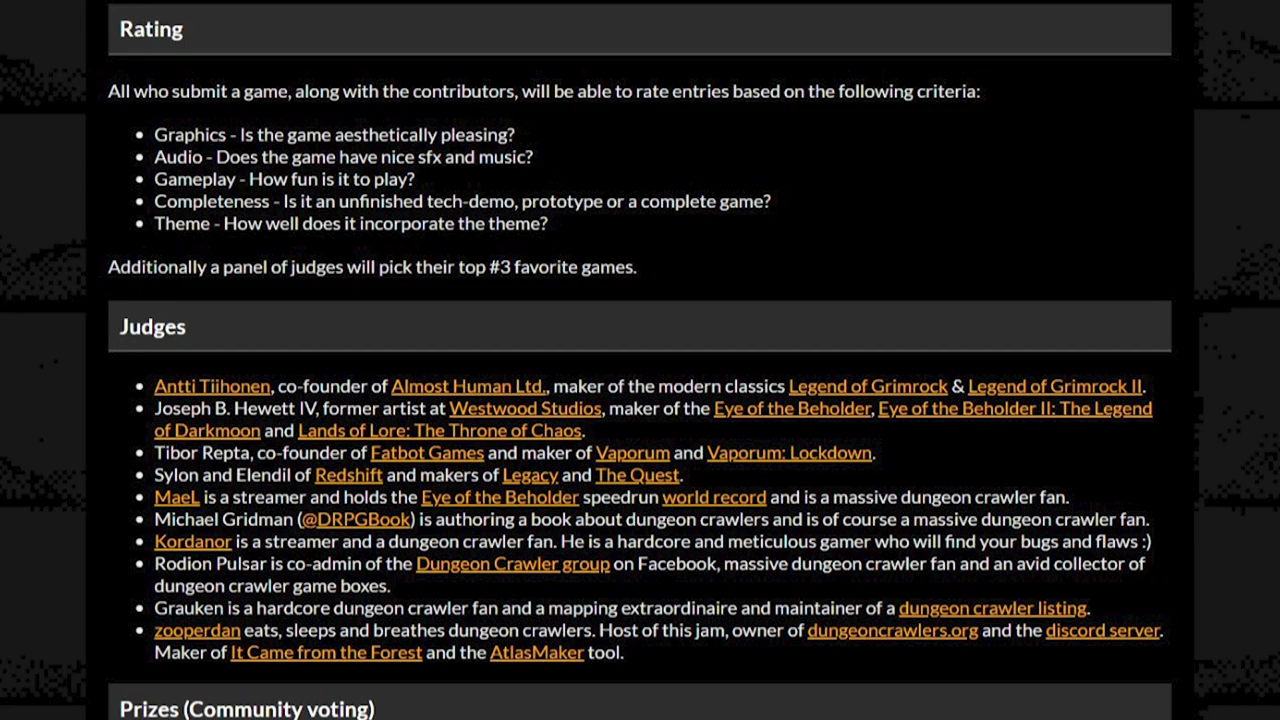 Rating
All who submit a game, along with the contributors, will be able to rate entries based on the following criteria:
• Graphics - Is the game aesthetically pleasing?
• Audio - Does the game have nice sfx and music?
• Gameplay - How fun is it to play?
• Completeness - Is it an unfinished tech-demo, prototype or a complete game?
• Theme - How well does it incorporate the theme?
Additionally a panel of judges will pick their top #3 favorite games.
Judges
• Antti Tiihonen, co-founder of Almost Human Ltd., maker of the modern classics Legend of Grimrock & Legend of Grimrock II.
• Joseph B. Hewett IV, former artist at Westwood Studios, maker of the Eye of the Beholder, Eye of the Beholder II: The Legend
of Darkmoon and Lands of Lore: The Throne of Chaos.
• Tibor Repta, co-founder of Fatbot Games and maker of Vaporum and Vaporum: Lockdown.
• Sylon and Elendil of Redshift and makers of Legacy and The Quest.
• MaeL is a streamer and holds the Eye of the Beholder speedrun world record and is a massive dungeon crawler fan.
• Michael Gridman (@DRPGBook) is authoring a book about dungeon crawlers and is of course a massive dungeon crawler fan.
• Kordanor is a streamer and a dungeon crawler fan. He is a hardcore and meticulous gamer who will find your bugs and flaws :)
• Rodion Pulsar is co-admin of the Dungeon Crawler group on Facebook, massive dungeon crawler fan and an avid collector of
dungeon crawler game boxes.
• Grauken is a hardcore dungeon crawler fan and a mapping extraordinaire and maintainer of a dungeon crawler listing.
• zooperdan eats, sleeps and breathes dungeon crawlers. Host of this jam, owner of dungeoncrawlers.org and the discord server.
Maker of It Came from the Forest and the AtlasMaker tool.
Prizes (Community voting)